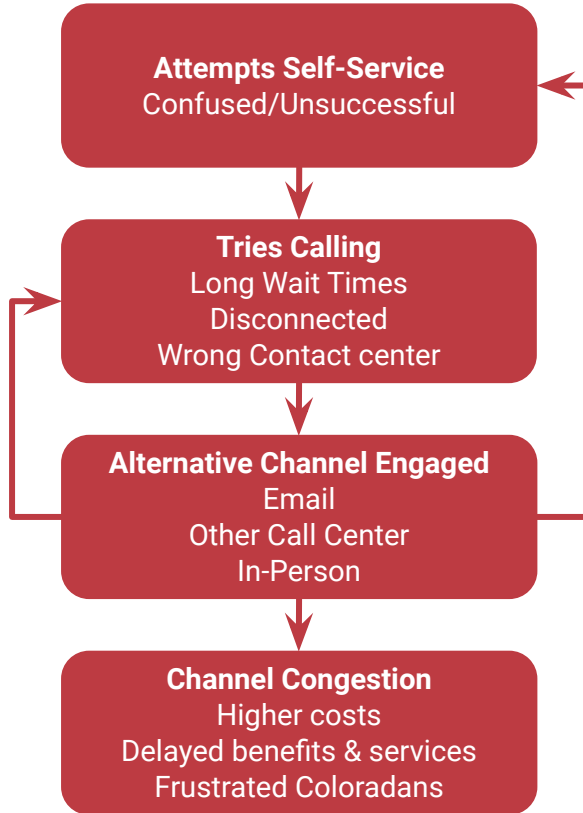 Attempts Self-Service
Confused/Unsuccessful
Tries Calling
Long Wait Times
Disconnected
Wrong Contact center
Alternative Channel Engaged
Email
Other Call Center
In-Person
Channel Congestion
Higher costs
Delayed benefits & services
Frustrated Coloradans